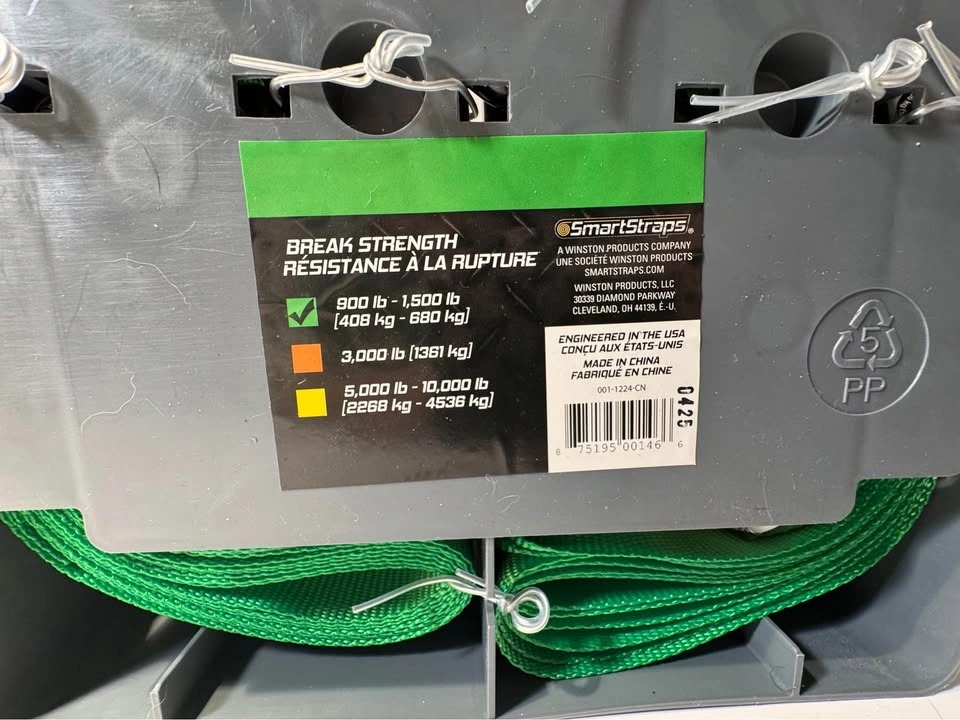 BREAK STRENGTH
RÉSISTANCE À LA RUPTURE
900 lb - 1,500 lb
[408 kg - 680 kg]
3,000 lb [1361 kg]
5,000 lb - 10,000 lb
[2268 kg - 4536 kg]
SmartStraps®
A WINSTON PRODUCTS COMPANY
UNE SOCIÉTÉ WINSTON PRODUCTS
SMARTSTRAPS.COM
WINSTON PRODUCTS, LLC
30339 DIAMOND PARKWAY
CLEVELAND, OH 44139, É.-U.
ENGINEERED IN THE USA
CONÇU AUX ÉTATS-UNIS
MADE IN CHINA
FABRIQUÉ EN CHINE
001-1224-CN
0425
8 75195 00146 6
5
PP